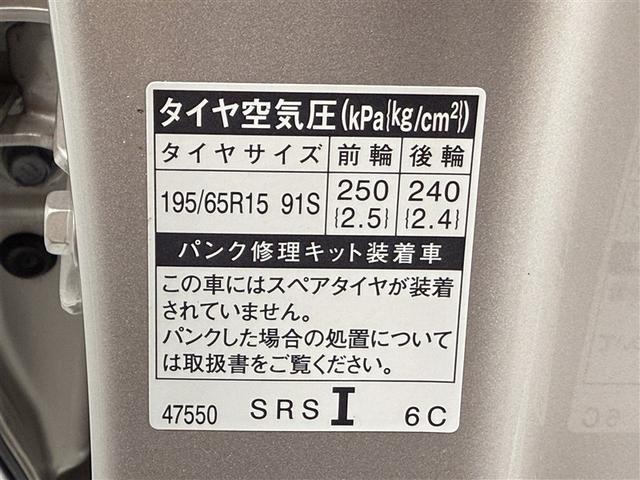 タイヤ空気圧(kPa{kg/cm²})
タイヤサイズ 前輪 後輪
195/65R15 91S 250 {2.5} 240 {2.4}
パンク修理キット装着車
この車にはスペアタイヤが装着
されていません。
パンクした場合の処置について
は取扱書をご覧ください。
47550 SRS I 6C